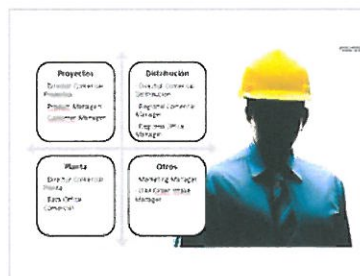 Proyectos
Director Comercial
Proyectos
Product Managers
Customer Manager
Distribución
Director Comercial
Distribución
Regional Comercial
Manager
Regional Office
Manager
Planta
Director Comercial
Planta
Back Office
Comercial
Otros
Marketing Manager
Manager